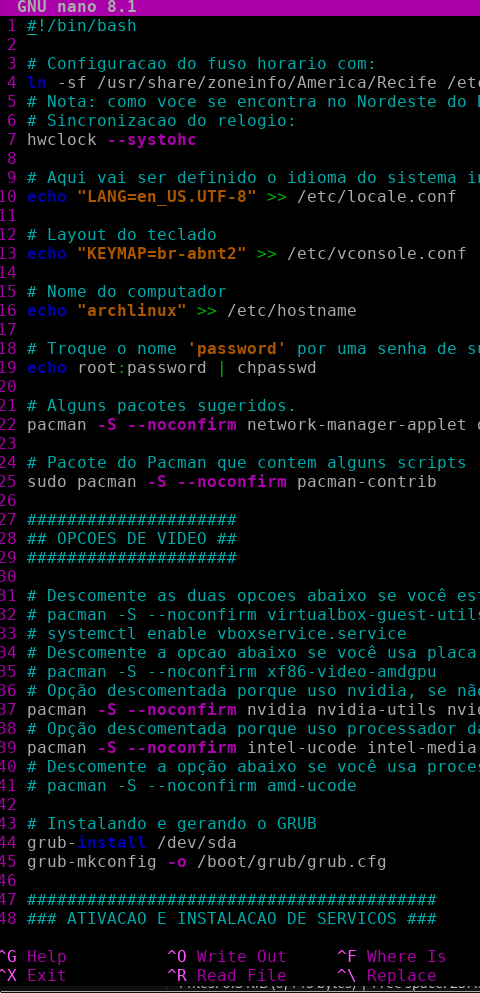 GNU nano 8.1
1 #!/bin/bash
2
3 # Configuracao do fuso horario com:
4 ln -sf /usr/share/zoneinfo/America/Recife /etc
5 # Nota: como voce se encontra no Nordeste do
6 # Sincronizacao do relogio:
7 hwclock --systohc
8
9 # Aqui vai ser definido o idioma do sistema
10 echo "LANG=en_US.UTF-8" >> /etc/locale.conf
11
12 # Layout do teclado
13 echo "KEYMAP=br-abnt2" >> /etc/vconsole.conf
14
15 # Nome do computador
16 echo "archlinux" >> /etc/hostname
17
18 # Troque o nome 'password' por uma senha de su
19 echo root:password | chpasswd
20
21 # Alguns pacotes sugeridos.
22 pacman -S --noconfirm network-manager-applet
23
24 # Pacote do Pacman que contem alguns scripts
25 sudo pacman -S --noconfirm pacman-contrib
26
27 #####################
28 ## OPCOES DE VIDEO ##
29 #####################
30
31 # Descomente as duas opcoes abaixo se você est
32 # pacman -S --noconfirm virtualbox-guest-utils
33 # systemctl enable vboxservice.service
34 # Descomente a opcao abaixo se você usa placa
35 # pacman -S --noconfirm xf86-video-amdgpu
36 # Opção descomentada porque uso nvidia, se não
37 pacman -S --noconfirm nvidia nvidia-utils nvid
38 # Opção descomentada porque uso processador da
39 pacman -S --noconfirm intel-ucode intel-media-
40 # Descomente a opção abaixo se você usa proces
41 # pacman -S --noconfirm amd-ucode
42
43 # Instalando e gerando o GRUB
44 grub-install /dev/sda
45 grub-mkconfig -o /boot/grub/grub.cfg
46
47 #########################################
48 ### ATIVACAO E INSTALACAO DE SERVICOS ###
^G Help ^O Write Out ^F Where Is
^X Exit ^R Read File ^\ Replace